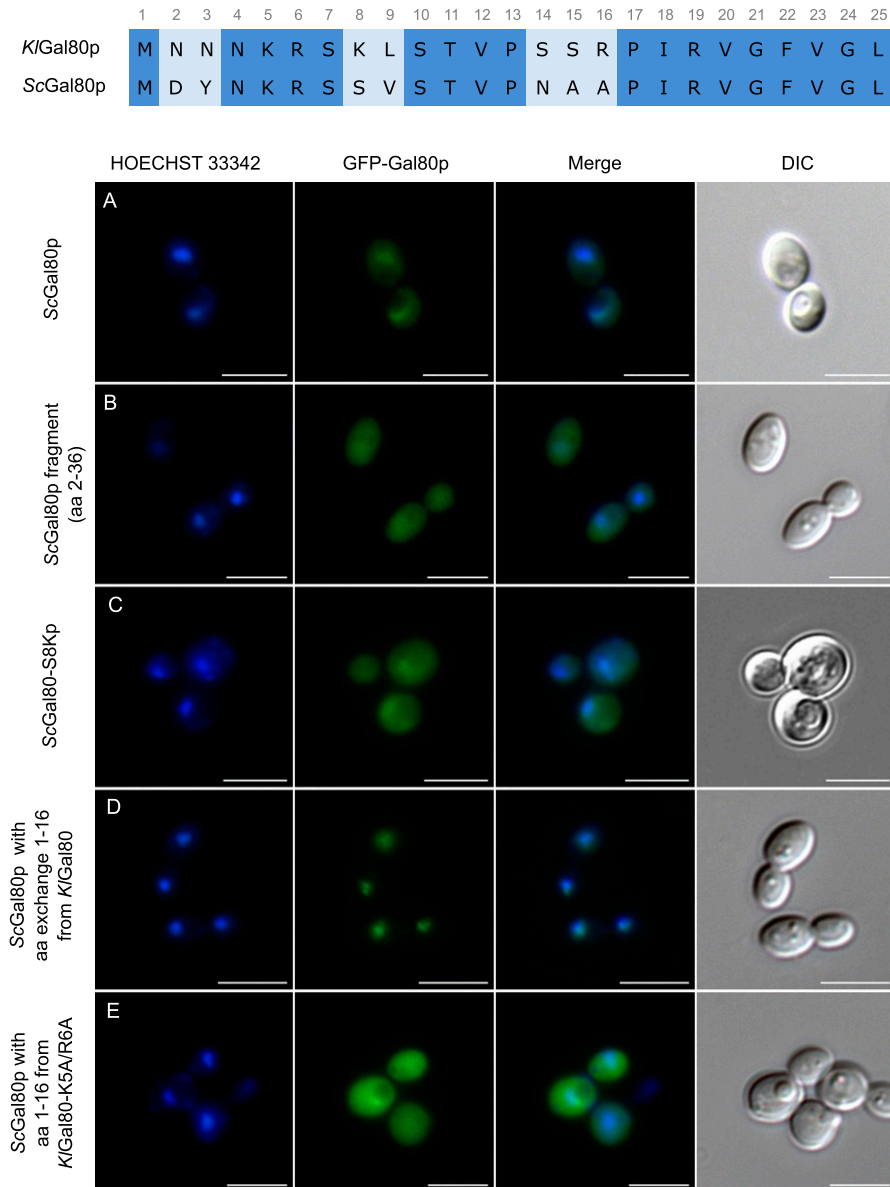 1 2 3 4 5 6 7 8 9 10 11 12 13 14 15 16 17 18 19 20 21 22 23 24 25
KlGal80p M N N N K R S K L S T V P S S R P I R V G F V G L
ScGal80p M D Y N K R S S V S T V P N A A P I R V G F V G L
HOECHST 33342 GFP-Gal80p Merge DIC
A
ScGal80p
B
ScGal80p fragment
(aa 2-36)
C
ScGal80-S8Kp
D
ScGal80p with
aa exchange 1-16
from KlGal80
E
ScGal80p with
aa 1-16 from
KlGal80-K5A/R6A